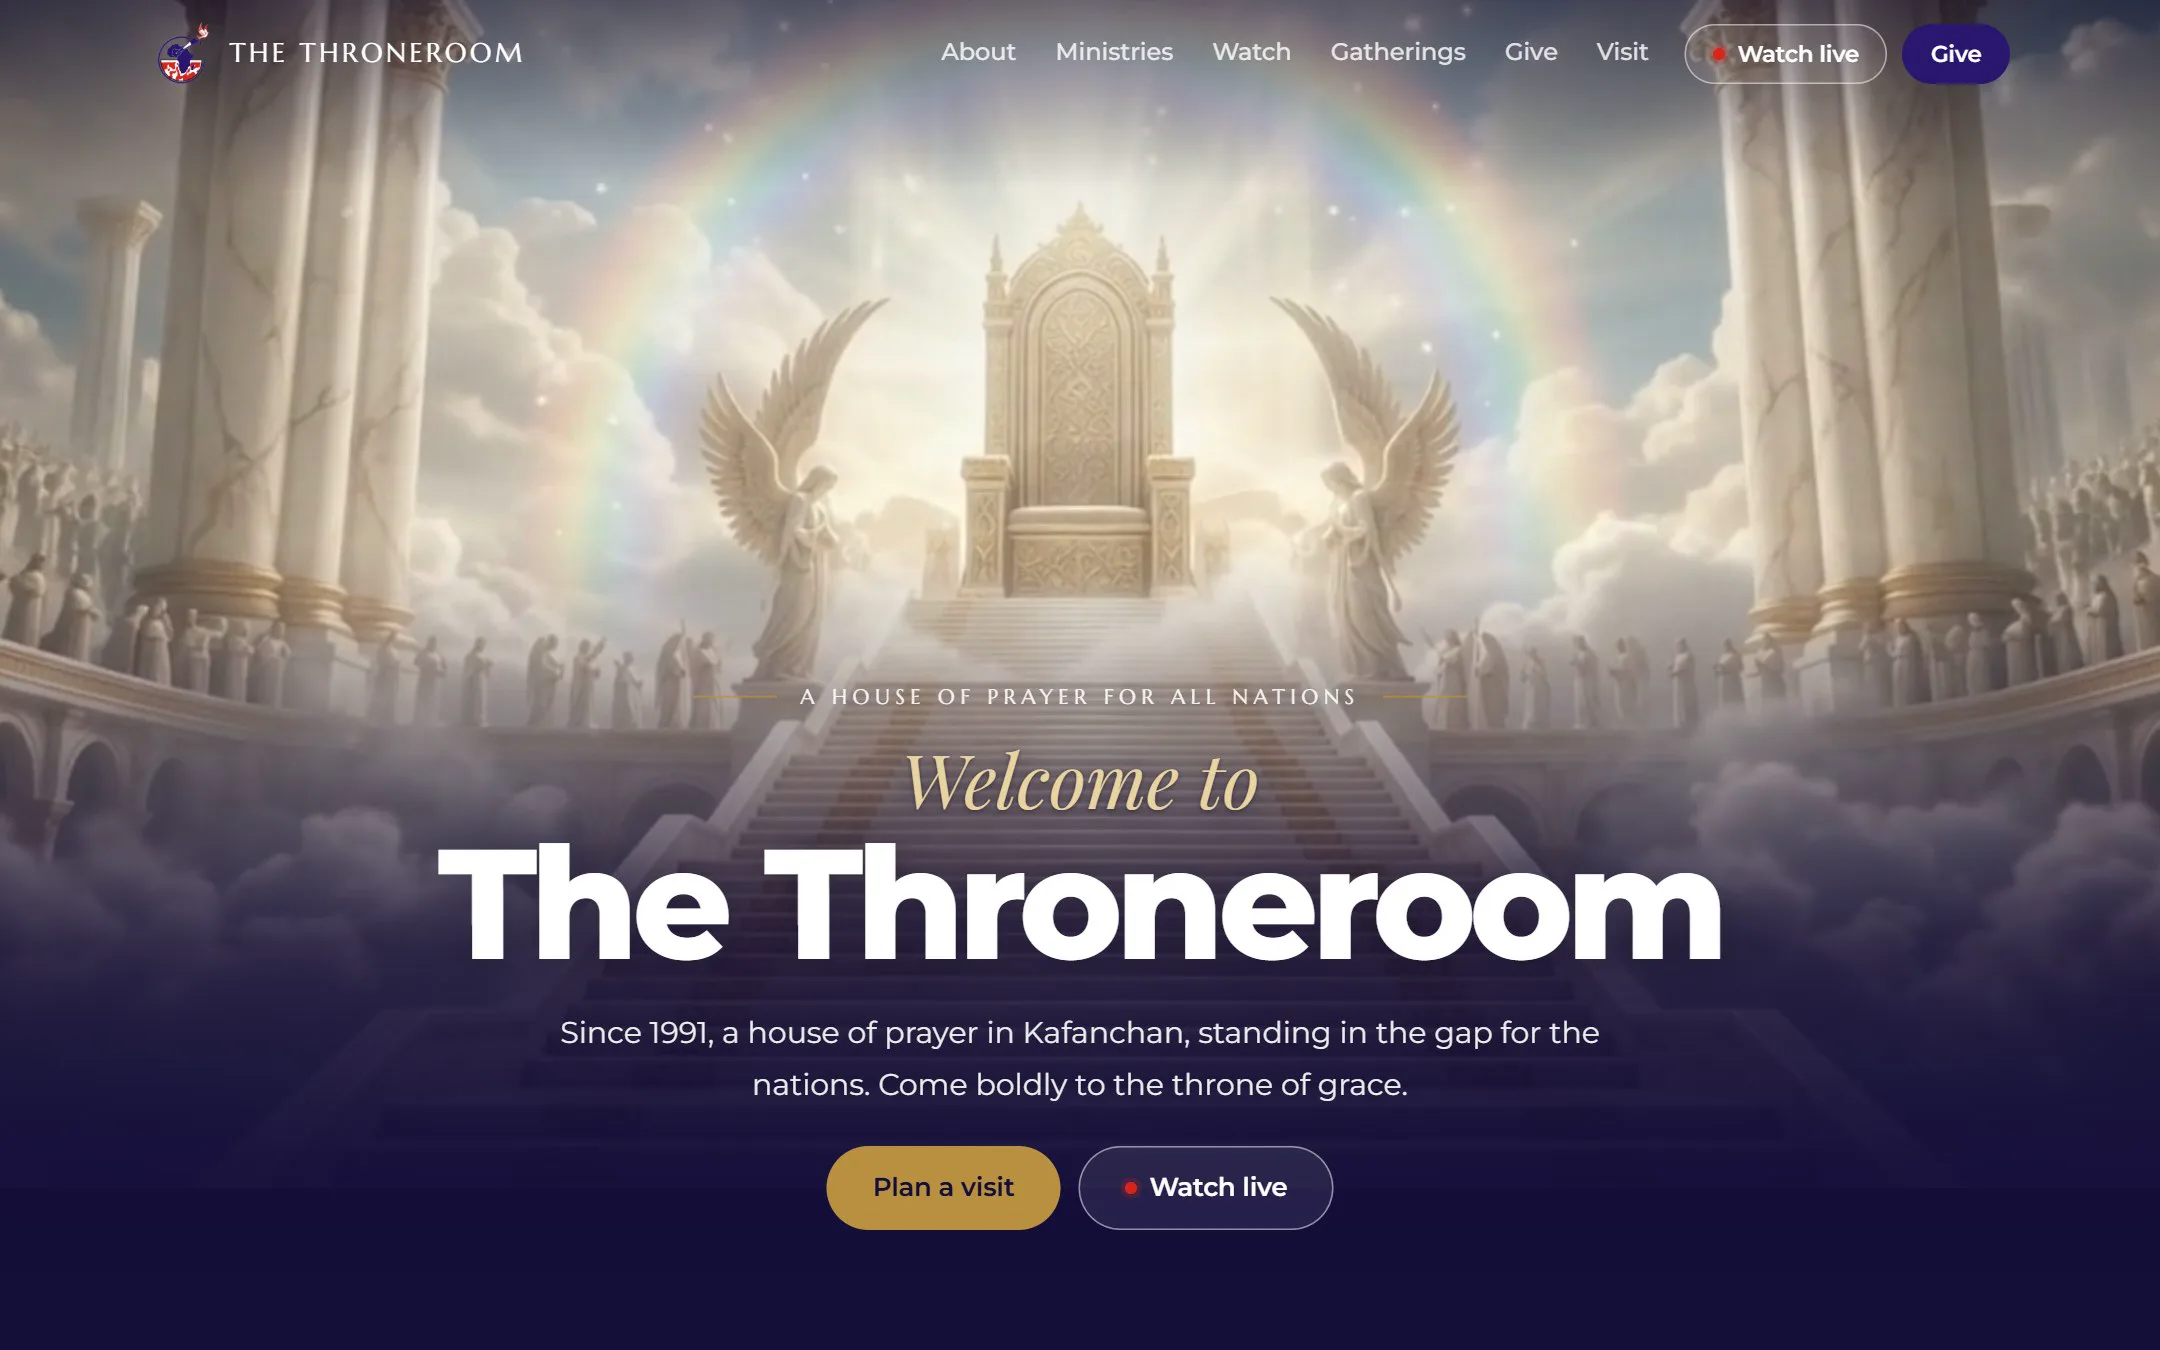 THE THRONEROOM
About
Ministries
Watch
Gatherings
Give
Visit
Watch live
Give
A HOUSE OF PRAYER FOR ALL NATIONS
Welcome to
The Throneroom
Since 1991, a house of prayer in Kafanchan, standing in the gap for the
nations. Come boldly to the throne of grace.
Plan a visit
Watch live